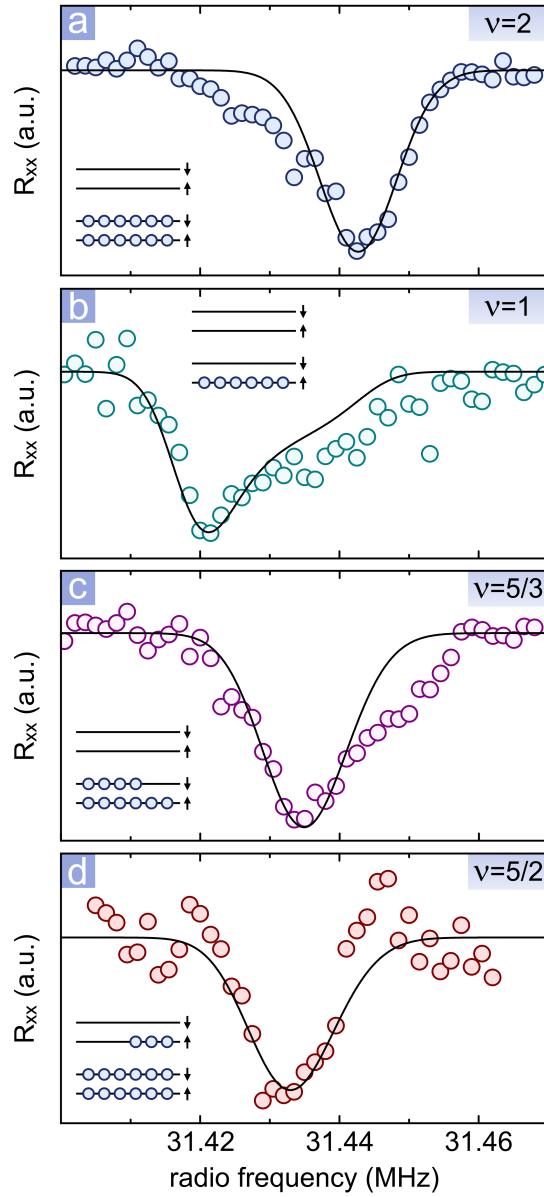 a
ν=2
Rxx (a.u.)
b
ν=1
Rxx (a.u.)
c
ν=5/3
Rxx (a.u.)
d
ν=5/2
Rxx (a.u.)
31.42 31.44 31.46
radio frequency (MHz)